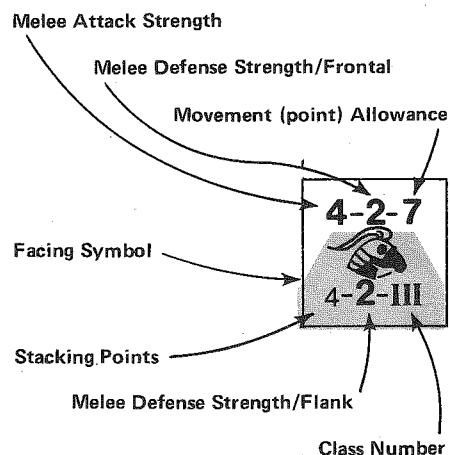 Melee Attack Strength
Melee Defense Strength/Frontal
Movement (point) Allowance
4-2-7
Facing Symbol
4-2-III
Stacking Points
Melee Defense Strength/Flank
Class Number